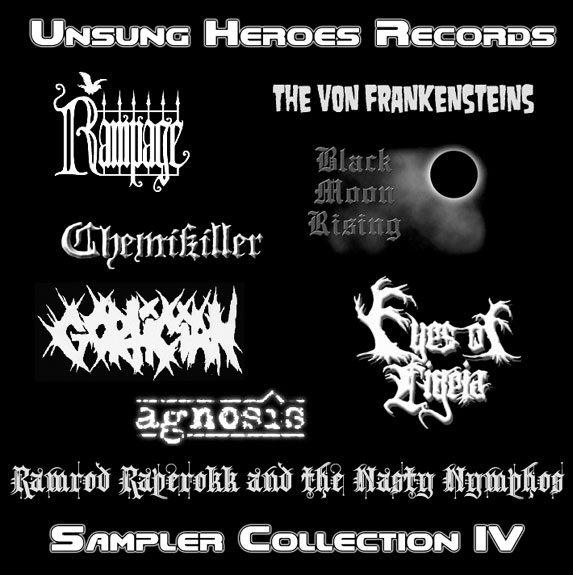 Unsung Heroes Records
Rampage
The Von Frankensteins
Black
Moon
Rising
Chemikiller
Eyes of
Ligeia
agnosîs
Ramrod Raperokk and the Nasty Nymphos
Sampler Collection IV